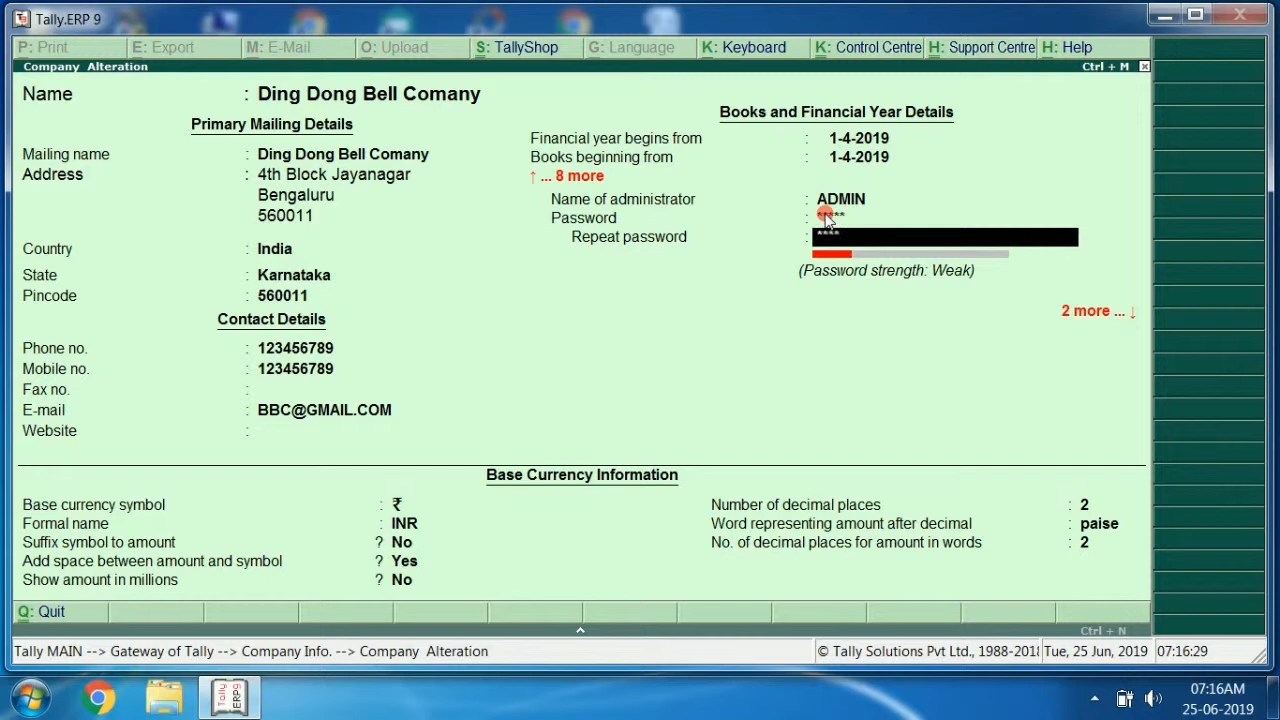 Tally.ERP 9
P: Print E: Export M: E-Mail O: Upload S: TallyShop G: Language K: Keyboard K: Control Centre H: Support Centre H: Help
Company Alteration Ctrl + M
Name : Ding Dong Bell Comany
Primary Mailing Details
Mailing name : Ding Dong Bell Comany
Address : 4th Block Jayanagar
Bengaluru
560011
Country : India
State : Karnataka
Pincode : 560011
Contact Details
Phone no. : 123456789
Mobile no. : 123456789
Fax no. :
E-mail : BBC@GMAIL.COM
Website :
Books and Financial Year Details
Financial year begins from : 1-4-2019
Books beginning from : 1-4-2019
↑ ... 8 more
Name of administrator : ADMIN
Password : *****
Repeat password : ****
(Password strength: Weak)
2 more ... ↓
Base Currency Information
Base currency symbol : ₹
Formal name : INR
Suffix symbol to amount ? No
Add space between amount and symbol ? Yes
Show amount in millions ? No
Number of decimal places : 2
Word representing amount after decimal : paise
No. of decimal places for amount in words : 2
Q: Quit
Ctrl + N
Tally MAIN --> Gateway of Tally --> Company Info. --> Company Alteration © Tally Solutions Pvt Ltd., 1988-201 Tue, 25 Jun, 2019 07:16:29
Tally ERP9
07:16AM
25-06-2019